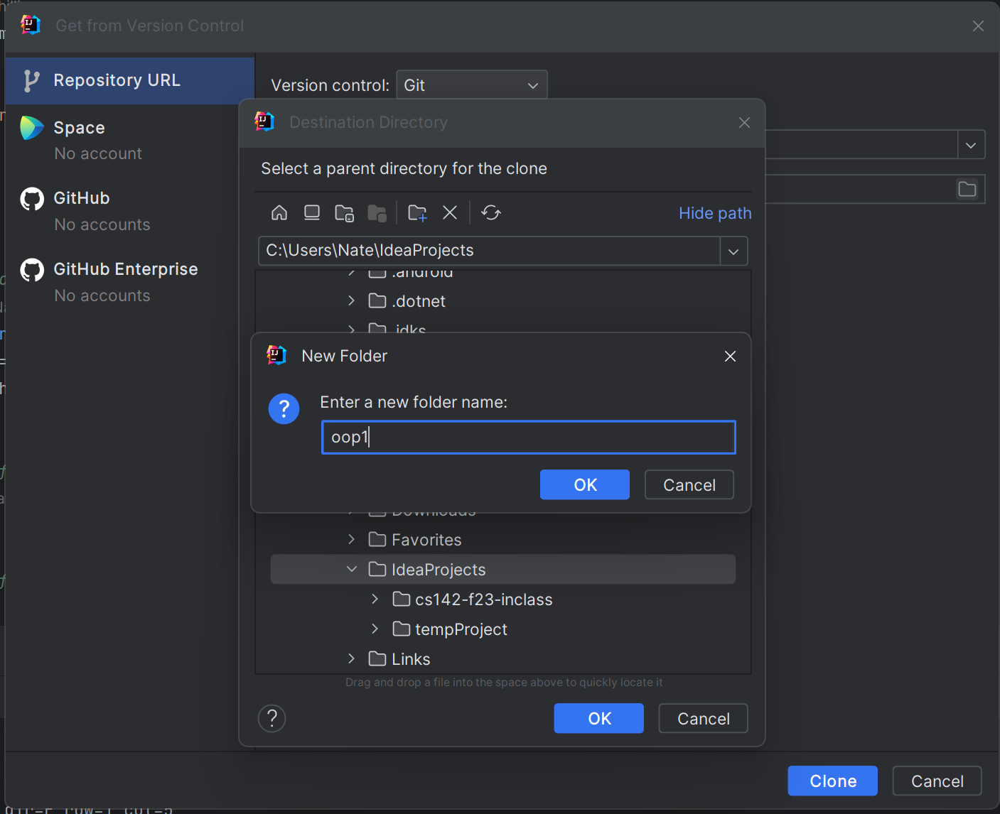 Get from Version Control
Repository URL
Version control: Git
Space
No account
GitHub
No accounts
GitHub Enterprise
No accounts
Destination Directory
Select a parent directory for the clone
Hide path
C:\Users\Nate\IdeaProjects
.android
.dotnet
.jdks
New Folder
Enter a new folder name:
oop1
OK Cancel
Downloads
Favorites
IdeaProjects
cs142-f23-inclass
tempProject
Links
Drag and drop a file into the space above to quickly locate it
? OK Cancel
Clone Cancel